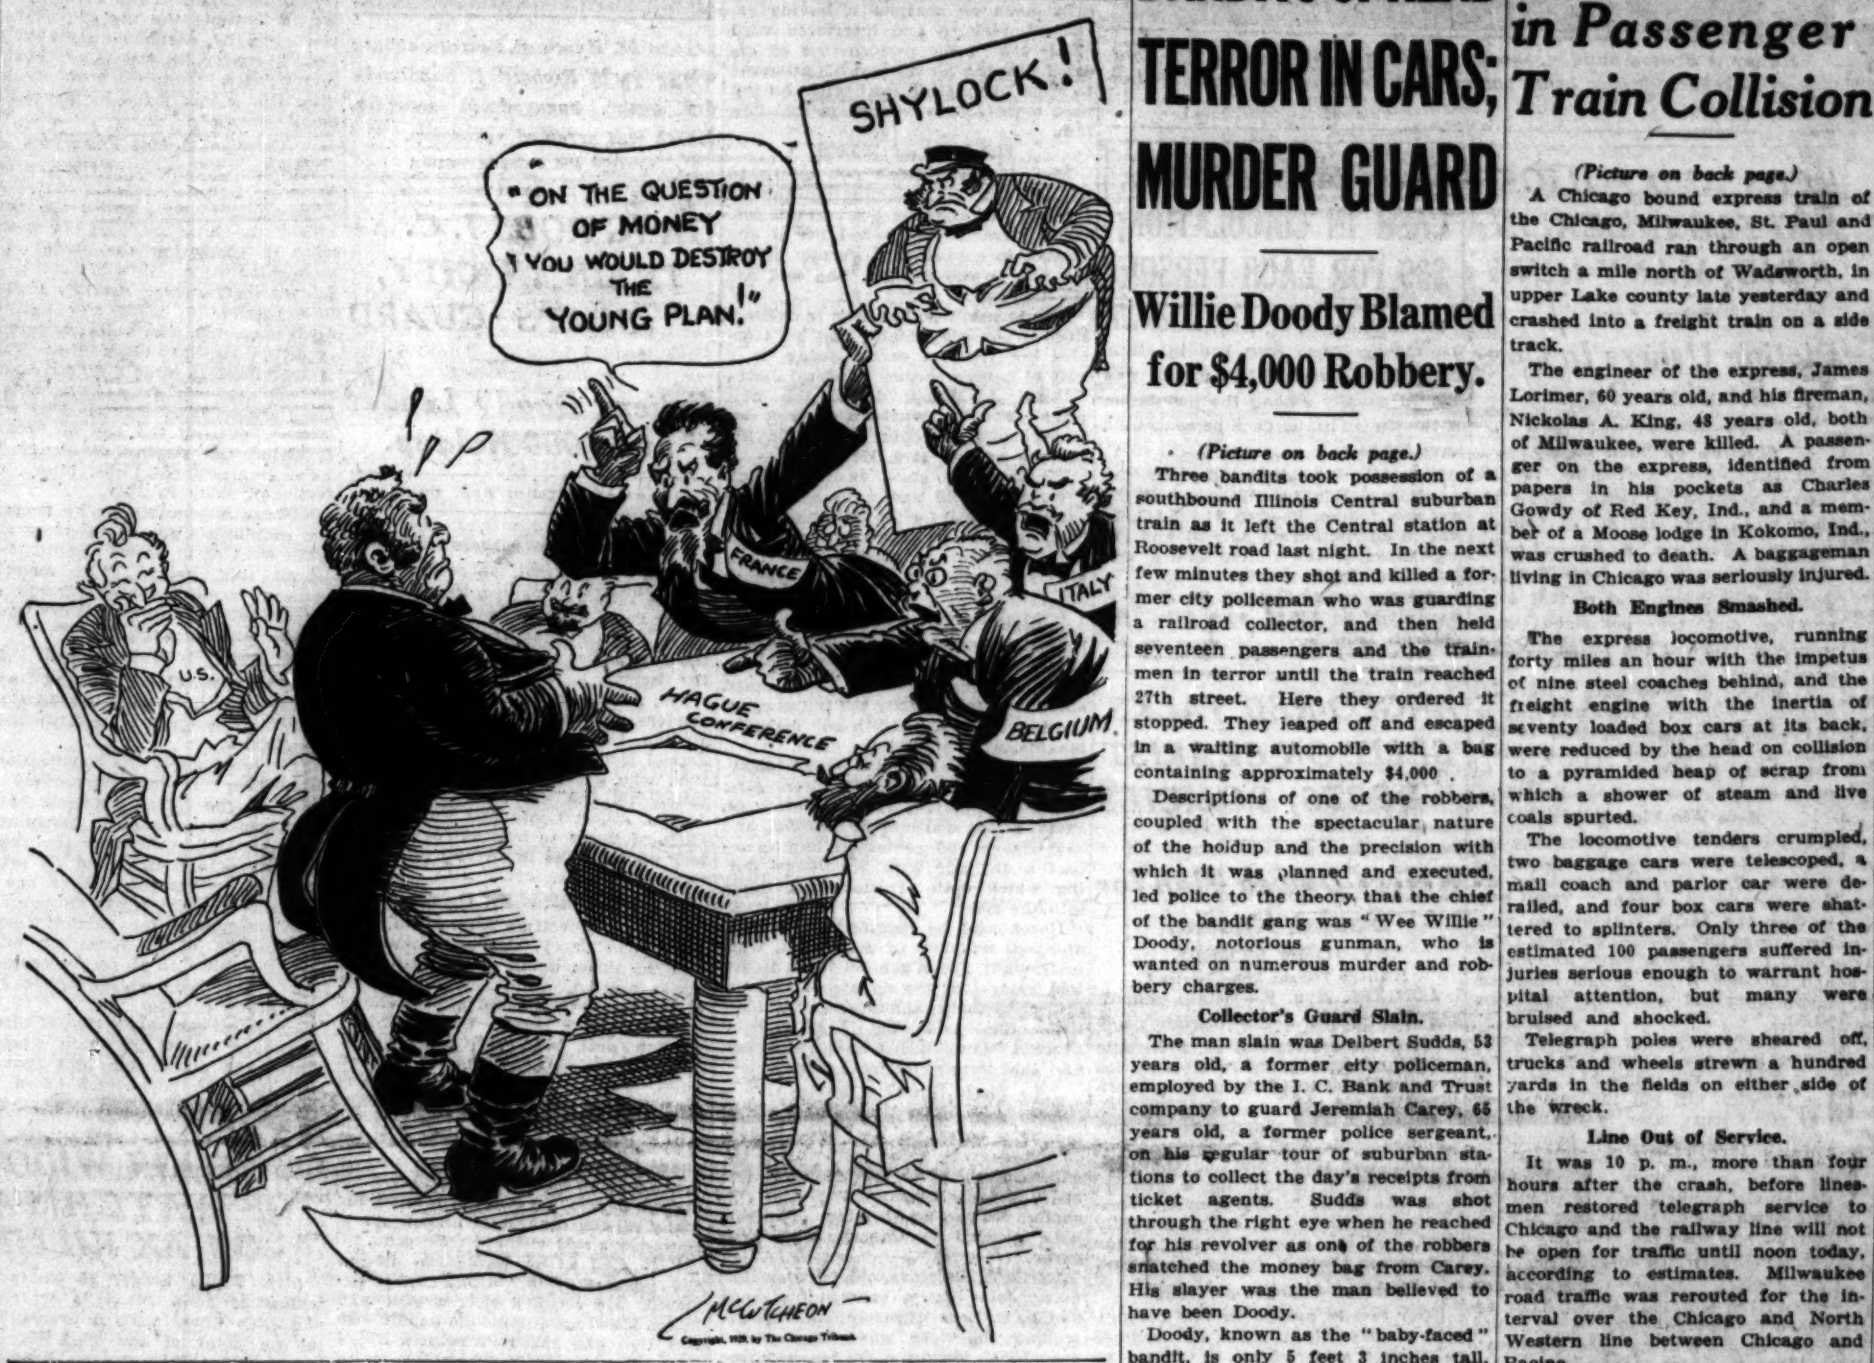 SHYLOCK!
"ON THE QUESTION
OF MONEY
YOU WOULD DESTROY
THE
YOUNG PLAN!"
FRANCE
ITALY
U.S.
HAGUE
CONFERENCE
BELGIUM
McCUTCHEON
Copyright, 1929, by The Chicago Tribune.
TERROR IN CARS;
MURDER GUARD
Willie Doody Blamed
for $4,000 Robbery.
(Picture on back page.)
Three bandits took possession of a
southbound Illinois Central suburban
train as it left the Central station at
Roosevelt road last night. In the next
few minutes they shot and killed a for-
mer city policeman who was guarding
a railroad collector, and then held
seventeen passengers and the train-
men in terror until the train reached
27th street. Here they ordered it
stopped. They leaped off and escaped
in a waiting automobile with a bag
containing approximately $4,000 .
Descriptions of one of the robbers,
coupled with the spectacular nature
of the holdup and the precision with
which it was planned and executed,
led police to the theory that the chief
of the bandit gang was "Wee Willie"
Doody, notorious gunman, who is
wanted on numerous murder and rob-
bery charges.
Collector's Guard Slain.
The man slain was Delbert Sudds, 53
years old, a former city policeman,
employed by the I. C. Bank and Trust
company to guard Jeremiah Carey, 65
years old, a former police sergeant,
on his regular tour of suburban sta-
tions to collect the day's receipts from
ticket agents. Sudds was shot
through the right eye when he reached
for his revolver as one of the robbers
snatched the money bag from Carey.
His slayer was the man believed to
have been Doody.
Doody, known as the "baby-faced"
bandit, is only 5 feet 3 inches tall.
in Passenger
Train Collision
(Picture on back page.)
A Chicago bound express train of
the Chicago, Milwaukee, St. Paul and
Pacific railroad ran through an open
switch a mile north of Wadsworth, in
upper Lake county late yesterday and
crashed into a freight train on a side
track.
The engineer of the express, James
Lorimer, 60 years old, and his fireman,
Nickolas A. King, 43 years old, both
of Milwaukee, were killed. A passen-
ger on the express, identified from
papers in his pockets as Charles
Gowdy of Red Key, Ind., and a mem-
ber of a Moose lodge in Kokomo, Ind.,
was crushed to death. A baggageman
living in Chicago was seriously injured.
Both Engines Smashed.
The express locomotive, running
forty miles an hour with the impetus
of nine steel coaches behind, and the
freight engine with the inertia of
seventy loaded box cars at its back,
were reduced by the head on collision
to a pyramided heap of scrap from
which a shower of steam and live
coals spurted.
The locomotive tenders crumpled,
two baggage cars were telescoped, a
mail coach and parlor car were de-
railed, and four box cars were shat-
tered to splinters. Only three of the
estimated 100 passengers suffered in-
juries serious enough to warrant hos-
pital attention, but many were
bruised and shocked.
Telegraph poles were sheared off,
trucks and wheels strewn a hundred
yards in the fields on either side of
the wreck.
Line Out of Service.
It was 10 p. m., more than four
hours after the crash, before lines-
men restored telegraph service to
Chicago and the railway line will not
be open for traffic until noon today,
according to estimates. Milwaukee
road traffic was rerouted for the in-
terval over the Chicago and North
Western line between Chicago and